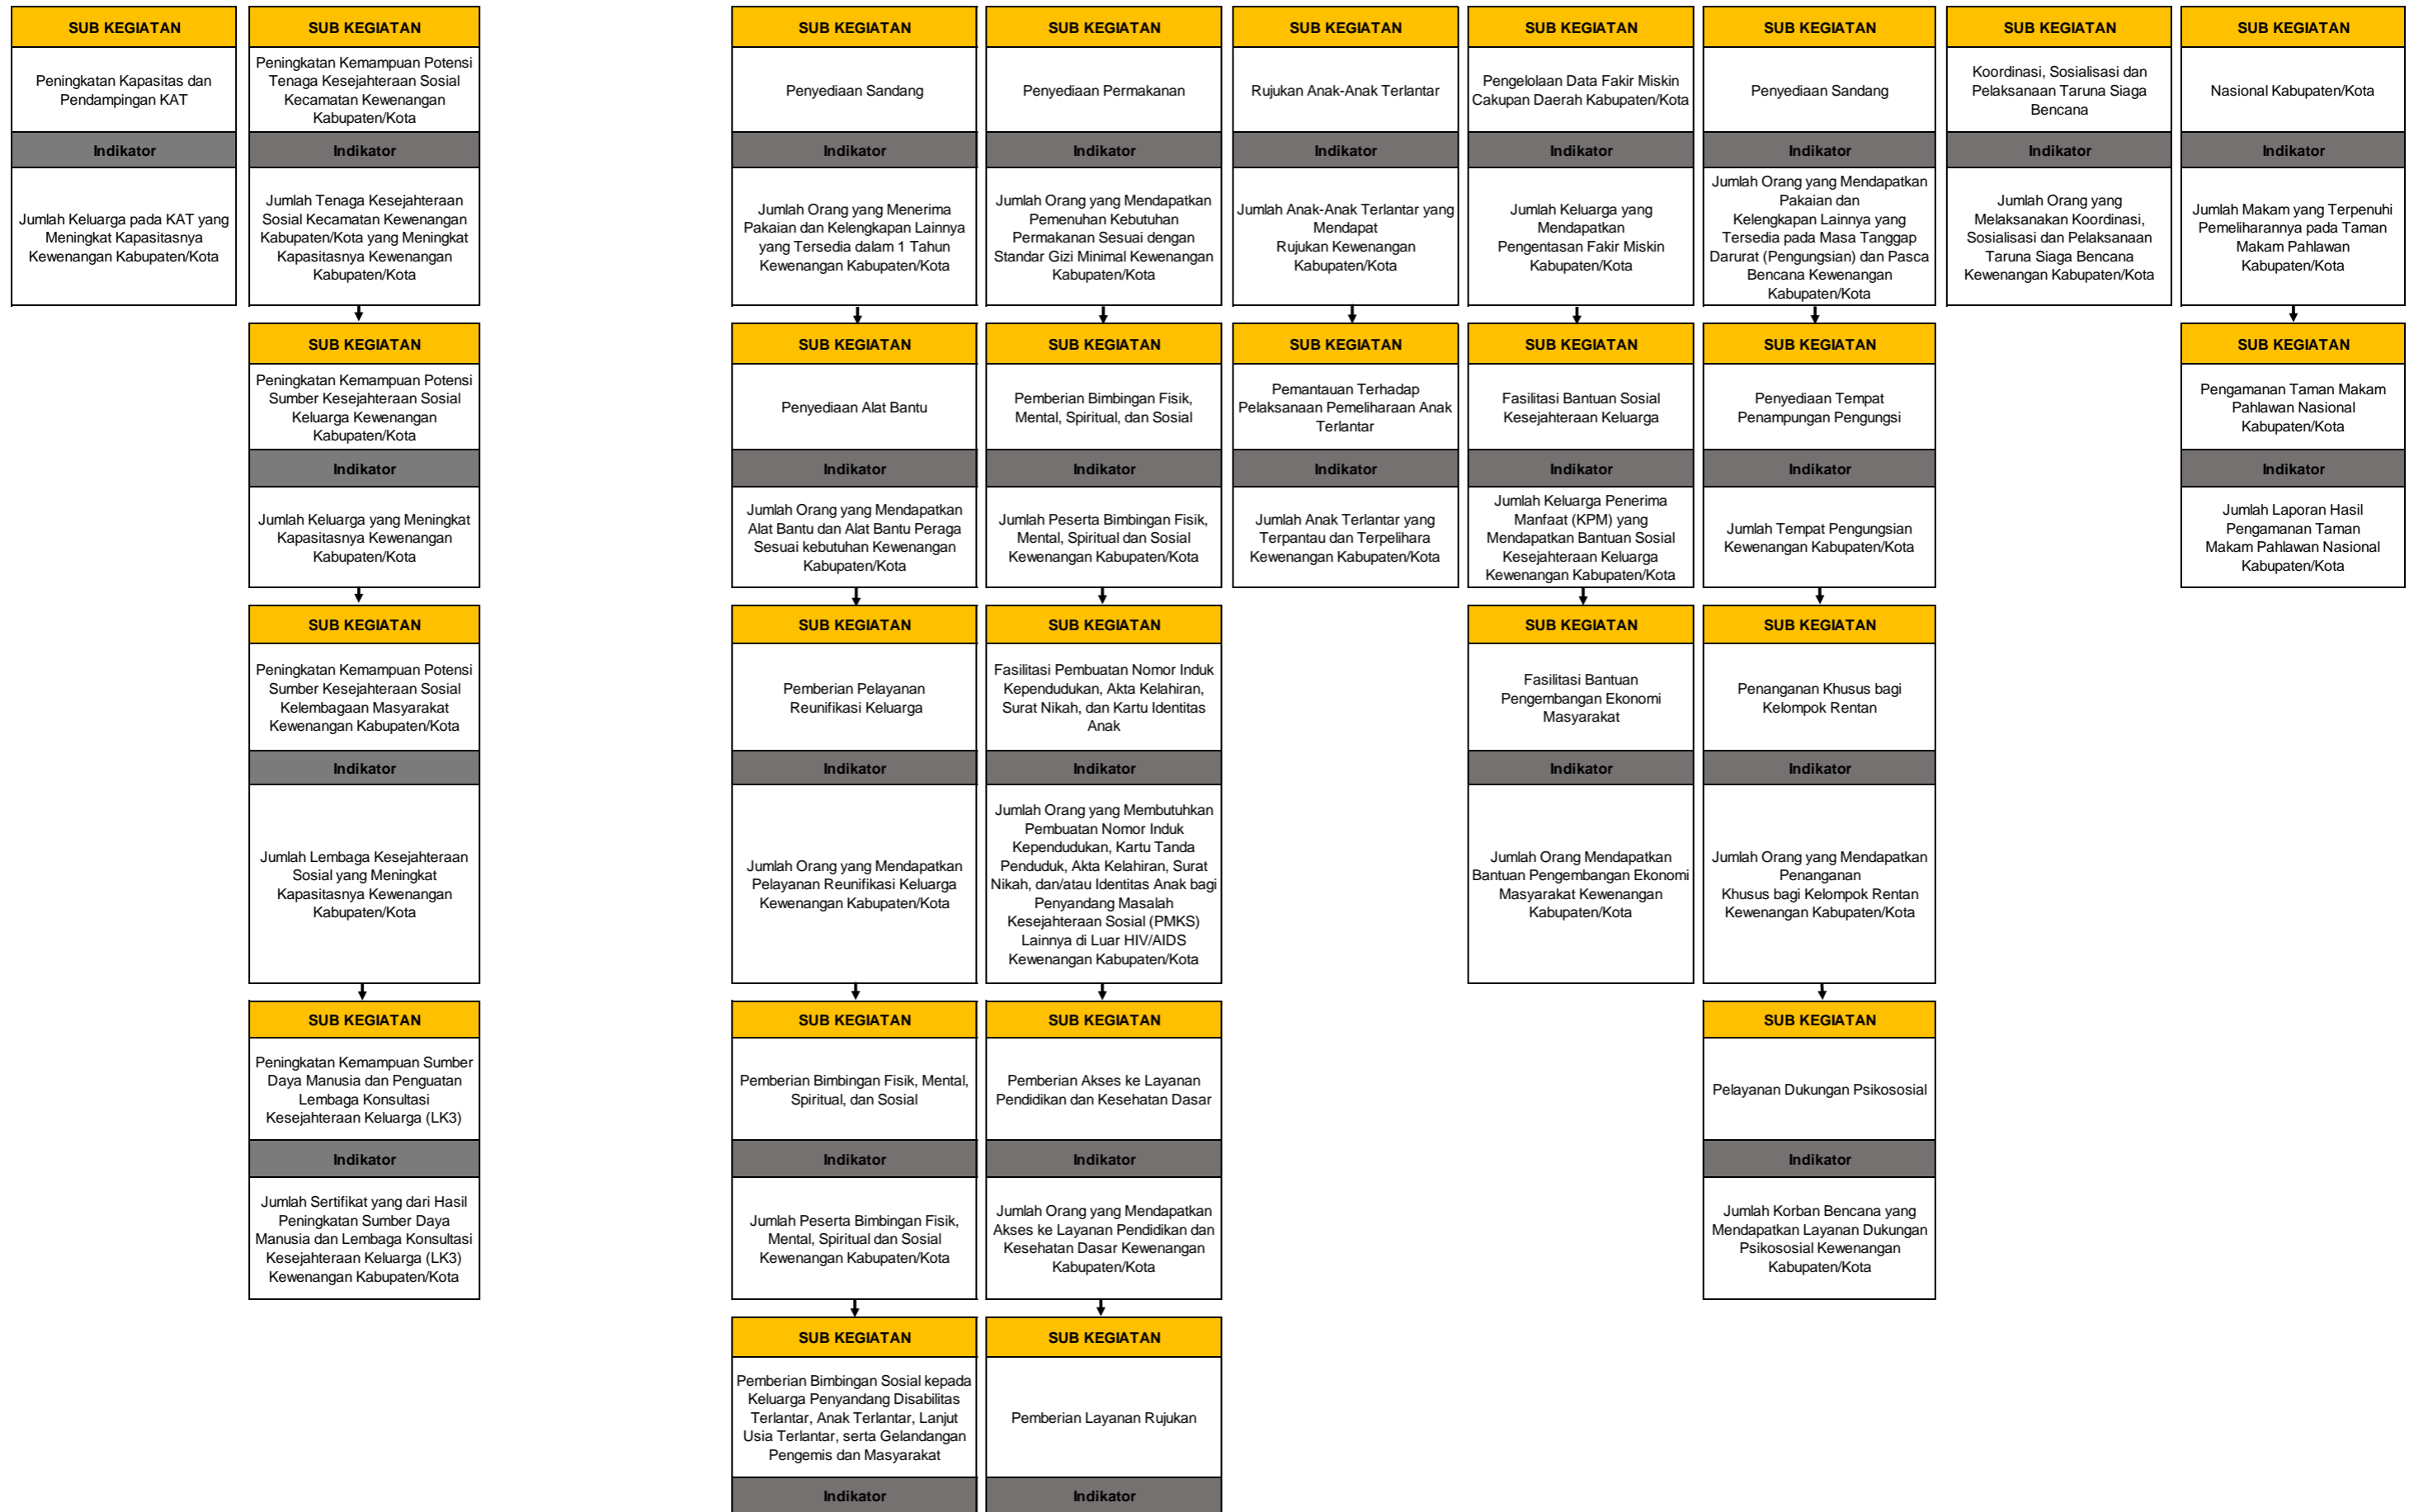 SUB KEGIATAN
Peningkatan Kapasitas dan
Pendampingan KAT
Indikator
Jumlah Keluarga pada KAT yang
Meningkat Kapasitasnya
Kewenangan Kabupaten/Kota
SUB KEGIATAN
Peningkatan Kemampuan Potensi
Tenaga Kesejahteraan Sosial
Kecamatan Kewenangan
Kabupaten/Kota
Indikator
Jumlah Tenaga Kesejahteraan
Sosial Kecamatan Kewenangan
Kabupaten/Kota yang Meningkat
Kapasitasnya Kewenangan
Kabupaten/Kota
SUB KEGIATAN
Peningkatan Kemampuan Potensi
Sumber Kesejahteraan Sosial
Keluarga Kewenangan
Kabupaten/Kota
Indikator
Jumlah Keluarga yang Meningkat
Kapasitasnya Kewenangan
Kabupaten/Kota
SUB KEGIATAN
Peningkatan Kemampuan Potensi
Sumber Kesejahteraan Sosial
Kelembagaan Masyarakat
Kewenangan Kabupaten/Kota
Indikator
Jumlah Lembaga Kesejahteraan
Sosial yang Meningkat
Kapasitasnya Kewenangan
Kabupaten/Kota
SUB KEGIATAN
Peningkatan Kemampuan Sumber
Daya Manusia dan Penguatan
Lembaga Konsultasi
Kesejahteraan Keluarga (LK3)
Indikator
Jumlah Sertifikat yang dari Hasil
Peningkatan Sumber Daya
Manusia dan Lembaga Konsultasi
Kesejahteraan Keluarga (LK3)
Kewenangan Kabupaten/Kota
SUB KEGIATAN
Penyediaan Sandang
Indikator
Jumlah Orang yang Menerima
Pakaian dan Kelengkapan Lainnya
yang Tersedia dalam 1 Tahun
Kewenangan Kabupaten/Kota
SUB KEGIATAN
Penyediaan Alat Bantu
Indikator
Jumlah Orang yang Mendapatkan
Alat Bantu dan Alat Bantu Peraga
Sesuai kebutuhan Kewenangan
Kabupaten/Kota
SUB KEGIATAN
Pemberian Pelayanan
Reunifikasi Keluarga
Indikator
Jumlah Orang yang Mendapatkan
Pelayanan Reunifikasi Keluarga
Kewenangan Kabupaten/Kota
SUB KEGIATAN
Pemberian Bimbingan Fisik, Mental,
Spiritual, dan Sosial
Indikator
Jumlah Peserta Bimbingan Fisik,
Mental, Spiritual dan Sosial
Kewenangan Kabupaten/Kota
SUB KEGIATAN
Pemberian Bimbingan Sosial kepada
Keluarga Penyandang Disabilitas
Terlantar, Anak Terlantar, Lanjut
Usia Terlantar, serta Gelandangan
Pengemis dan Masyarakat
Indikator
SUB KEGIATAN
Penyediaan Permakanan
Indikator
Jumlah Orang yang Mendapatkan
Pemenuhan Kebutuhan
Permakanan Sesuai dengan
Standar Gizi Minimal Kewenangan
Kabupaten/Kota
SUB KEGIATAN
Pemberian Bimbingan Fisik,
Mental, Spiritual, dan Sosial
Indikator
Jumlah Peserta Bimbingan Fisik,
Mental, Spiritual dan Sosial
Kewenangan Kabupaten/Kota
SUB KEGIATAN
Fasilitasi Pembuatan Nomor Induk
Kependudukan, Akta Kelahiran,
Surat Nikah, dan Kartu Identitas
Anak
Indikator
Jumlah Orang yang Membutuhkan
Pembuatan Nomor Induk
Kependudukan, Kartu Tanda
Penduduk, Akta Kelahiran, Surat
Nikah, dan/atau Identitas Anak bagi
Penyandang Masalah
Kesejahteraan Sosial (PMKS)
Lainnya di Luar HIV/AIDS
Kewenangan Kabupaten/Kota
SUB KEGIATAN
Pemberian Akses ke Layanan
Pendidikan dan Kesehatan Dasar
Indikator
Jumlah Orang yang Mendapatkan
Akses ke Layanan Pendidikan dan
Kesehatan Dasar Kewenangan
Kabupaten/Kota
SUB KEGIATAN
Pemberian Layanan Rujukan
Indikator
SUB KEGIATAN
Rujukan Anak-Anak Terlantar
Indikator
Jumlah Anak-Anak Terlantar yang
Mendapat
Rujukan Kewenangan
Kabupaten/Kota
SUB KEGIATAN
Pemantauan Terhadap
Pelaksanaan Pemeliharaan Anak
Terlantar
Indikator
Jumlah Anak Terlantar yang
Terpantau dan Terpelihara
Kewenangan Kabupaten/Kota
SUB KEGIATAN
Pengelolaan Data Fakir Miskin
Cakupan Daerah Kabupaten/Kota
Indikator
Jumlah Keluarga yang
Mendapatkan
Pengentasan Fakir Miskin
Kabupaten/Kota
SUB KEGIATAN
Fasilitasi Bantuan Sosial
Kesejahteraan Keluarga
Indikator
Jumlah Keluarga Penerima
Manfaat (KPM) yang
Mendapatkan Bantuan Sosial
Kesejahteraan Keluarga
Kewenangan Kabupaten/Kota
SUB KEGIATAN
Fasilitasi Bantuan
Pengembangan Ekonomi
Masyarakat
Indikator
Jumlah Orang Mendapatkan
Bantuan Pengembangan Ekonomi
Masyarakat Kewenangan
Kabupaten/Kota
SUB KEGIATAN
Penyediaan Sandang
Indikator
Jumlah Orang yang Mendapatkan
Pakaian dan
Kelengkapan Lainnya yang
Tersedia pada Masa Tanggap
Darurat (Pengungsian) dan Pasca
Bencana Kewenangan
Kabupaten/Kota
SUB KEGIATAN
Penyediaan Tempat
Penampungan Pengungsi
Indikator
Jumlah Tempat Pengungsian
Kewenangan Kabupaten/Kota
SUB KEGIATAN
Penanganan Khusus bagi
Kelompok Rentan
Indikator
Jumlah Orang yang Mendapatkan
Penanganan
Khusus bagi Kelompok Rentan
Kewenangan Kabupaten/Kota
SUB KEGIATAN
Pelayanan Dukungan Psikososial
Indikator
Jumlah Korban Bencana yang
Mendapatkan Layanan Dukungan
Psikososial Kewenangan
Kabupaten/Kota
SUB KEGIATAN
Koordinasi, Sosialisasi dan
Pelaksanaan Taruna Siaga
Bencana
Indikator
Jumlah Orang yang
Melaksanakan Koordinasi,
Sosialisasi dan Pelaksanaan
Taruna Siaga Bencana
Kewenangan Kabupaten/Kota
SUB KEGIATAN
Nasional Kabupaten/Kota
Indikator
Jumlah Makam yang Terpenuhi
Pemeliharannya pada Taman
Makam Pahlawan
Kabupaten/Kota
SUB KEGIATAN
Pengamanan Taman Makam
Pahlawan Nasional
Kabupaten/Kota
Indikator
Jumlah Laporan Hasil
Pengamanan Taman
Makam Pahlawan Nasional
Kabupaten/Kota